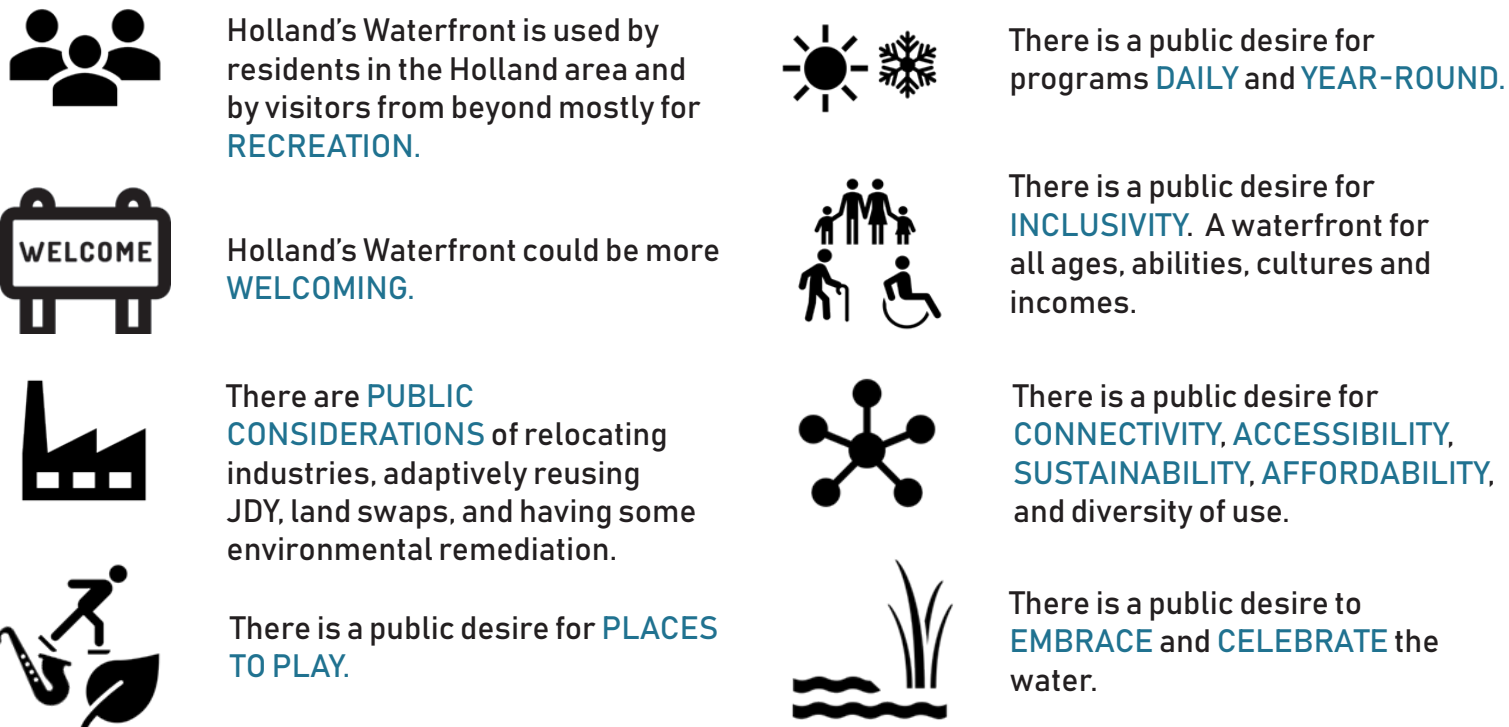 Holland's Waterfront is used by
residents in the Holland area and
by visitors from beyond mostly for
RECREATION.
WELCOME
Holland's Waterfront could be more
WELCOMING.
There are PUBLIC
CONSIDERATIONS of relocating
industries, adaptively reusing
JDY, land swaps, and having some
environmental remediation.
There is a public desire for PLACES
TO PLAY.
There is a public desire for
programs DAILY and YEAR-ROUND.
There is a public desire for
INCLUSIVITY. A waterfront for
all ages, abilities, cultures and
incomes.
There is a public desire for
CONNECTIVITY, ACCESSIBILITY,
SUSTAINABILITY, AFFORDABILITY,
and diversity of use.
There is a public desire to
EMBRACE and CELEBRATE the
water.